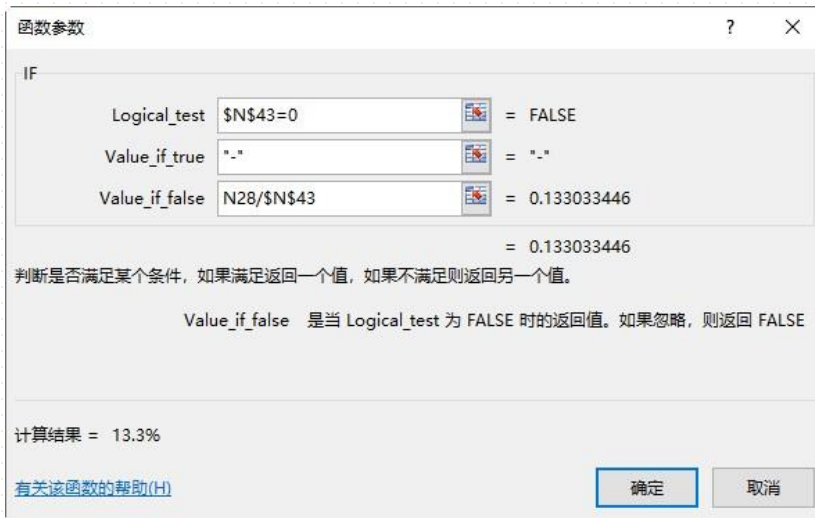 函数参数 ? ×
IF
Logical_test $N$43=0 = FALSE
Value_if_true "-" = "-"
Value_if_false N28/$N$43 = 0.133033446
= 0.133033446
判断是否满足某个条件，如果满足返回一个值，如果不满足则返回另一个值。
Value_if_false 是当 Logical_test 为 FALSE 时的返回值。如果忽略，则返回 FALSE
计算结果 = 13.3%
有关该函数的帮助(H) 确定 取消